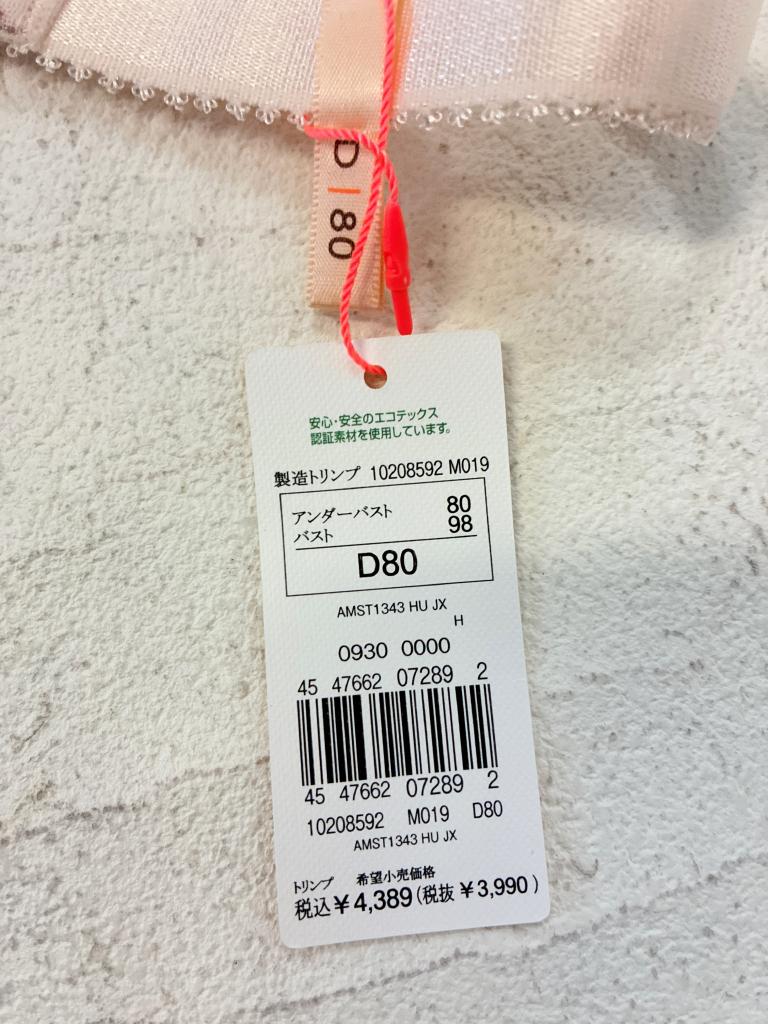 D | 80
安心・安全のエコテックス
認証素材を使用しています。
製造トリンプ 10208592 M019
アンダーバスト 80
バスト 98
D80
AMST1343 HU JX
H
0930 0000
45 47662 07289 2
45 47662 07289 2
10208592 M019 D80
AMST1343 HU JX
トリンプ 希望小売価格
税込¥4,389(税抜¥3,990)